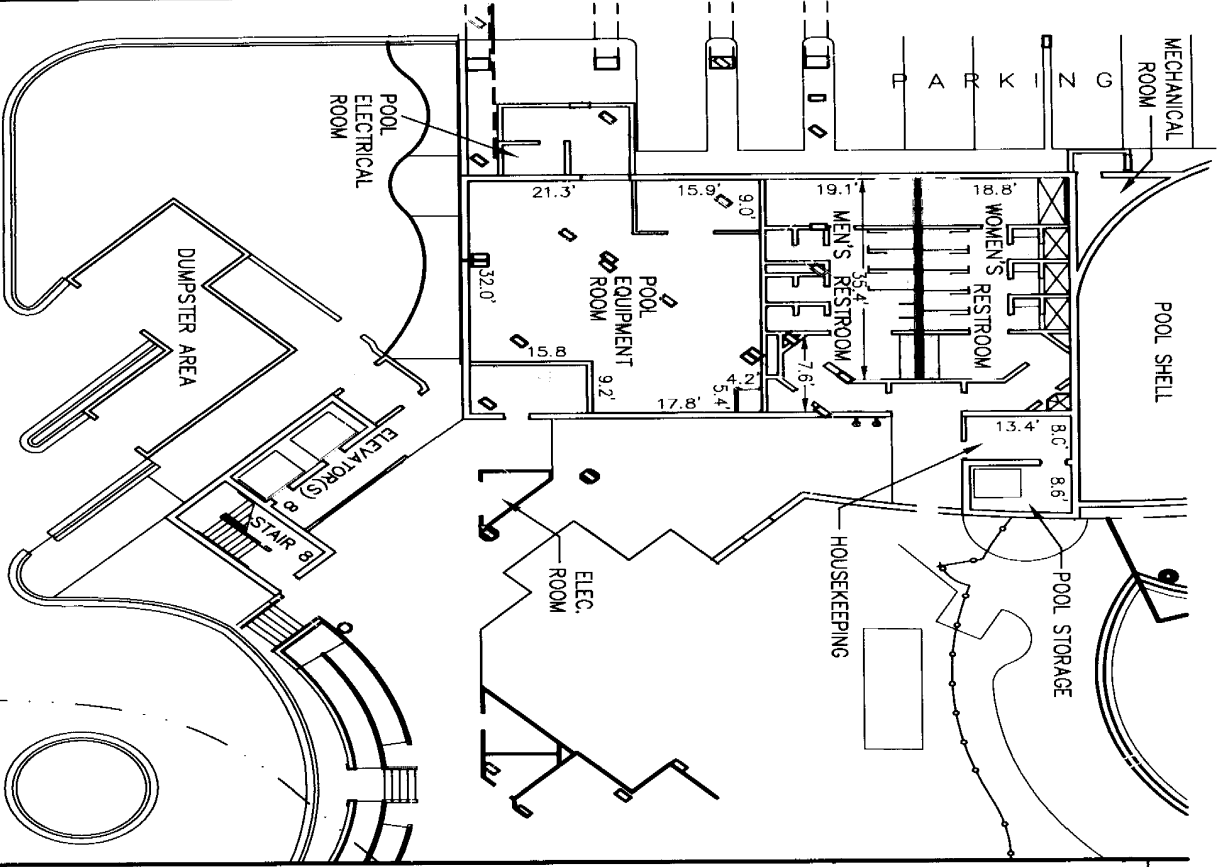 MECHANICAL
ROOM
PARKING
POOL
ELECTRICAL
ROOM
21.3'
15.9'
9.0'
19.1'
18.8'
MEN'S RESTROOM
35.4'
WOMEN'S RESTROOM
POOL SHELL
DUMPSTER AREA
32.0'
POOL
EQUIPMENT
ROOM
15.8
9.2'
17.8'
4.2'
5.4'
7.6'
13.4'
8.6'
ELEVATOR(S)
8
STAIR 8
ELEC.
ROOM
HOUSEKEEPING
POOL STORAGE